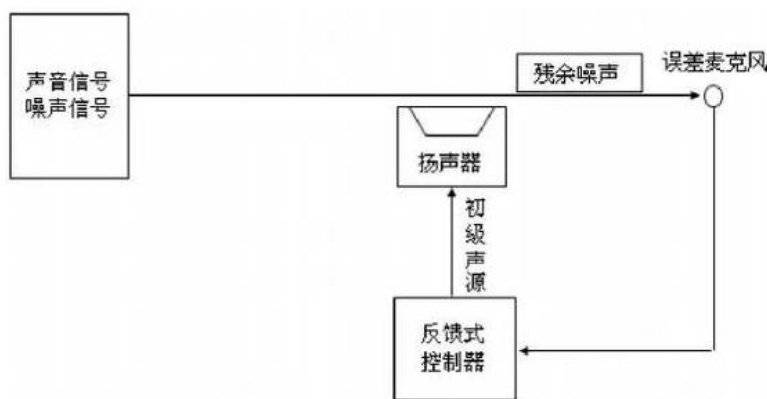 声音信号
噪声信号
残余噪声
误差麦克风
扬声器
初级声源
反馈式
控制器